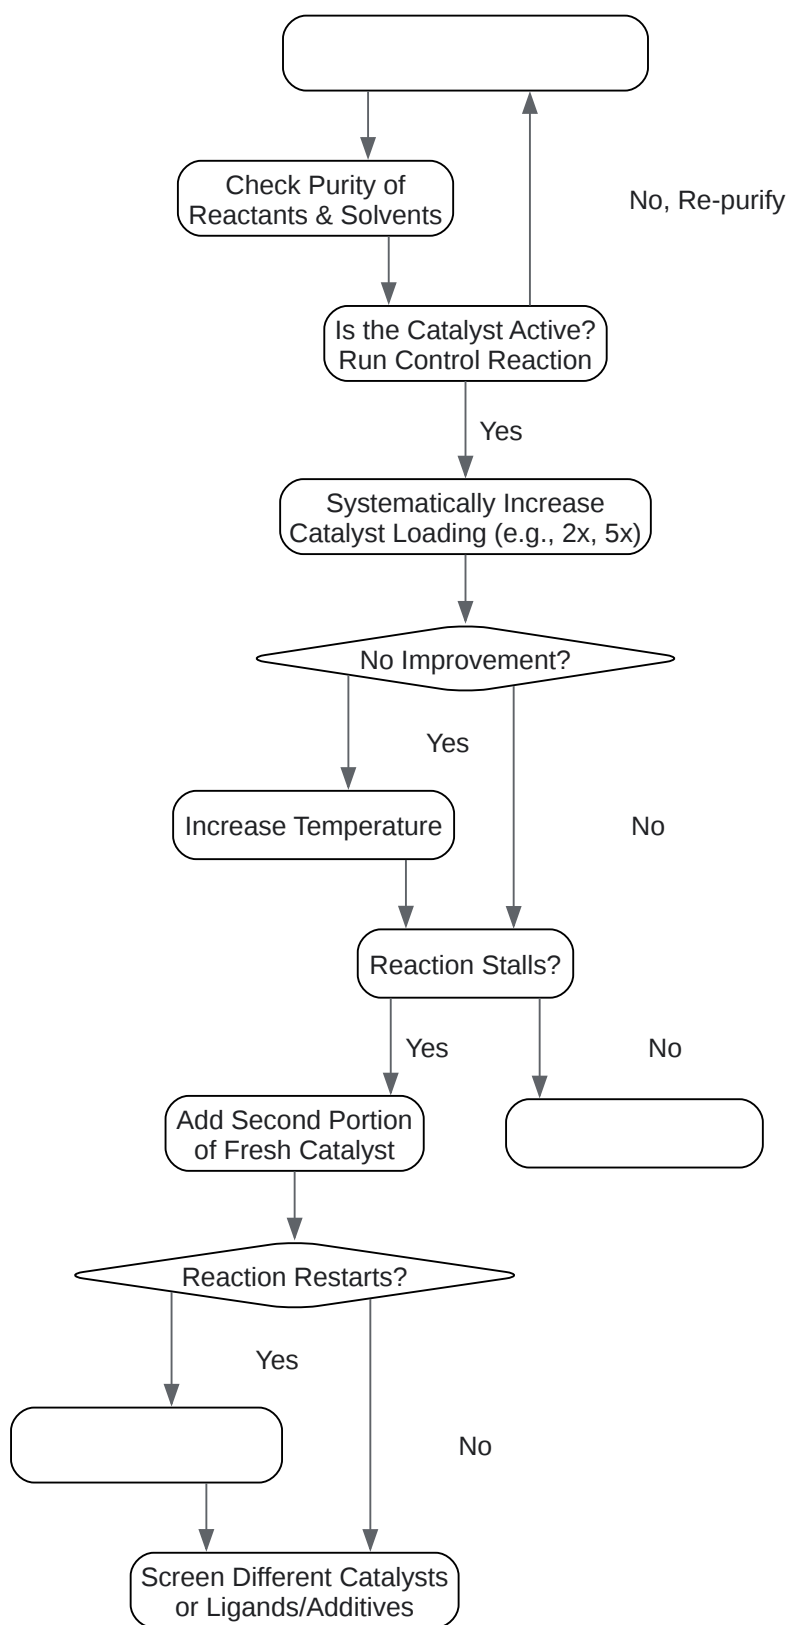 Check Purity of
Reactants & Solvents
No, Re-purify
Is the Catalyst Active?
Run Control Reaction
Yes
Systematically Increase
Catalyst Loading (e.g., 2x, 5x)
No Improvement?
Yes
Increase Temperature
No
Reaction Stalls?
Yes
No
Add Second Portion
of Fresh Catalyst
Reaction Restarts?
Yes
No
Screen Different Catalysts
or Ligands/Additives